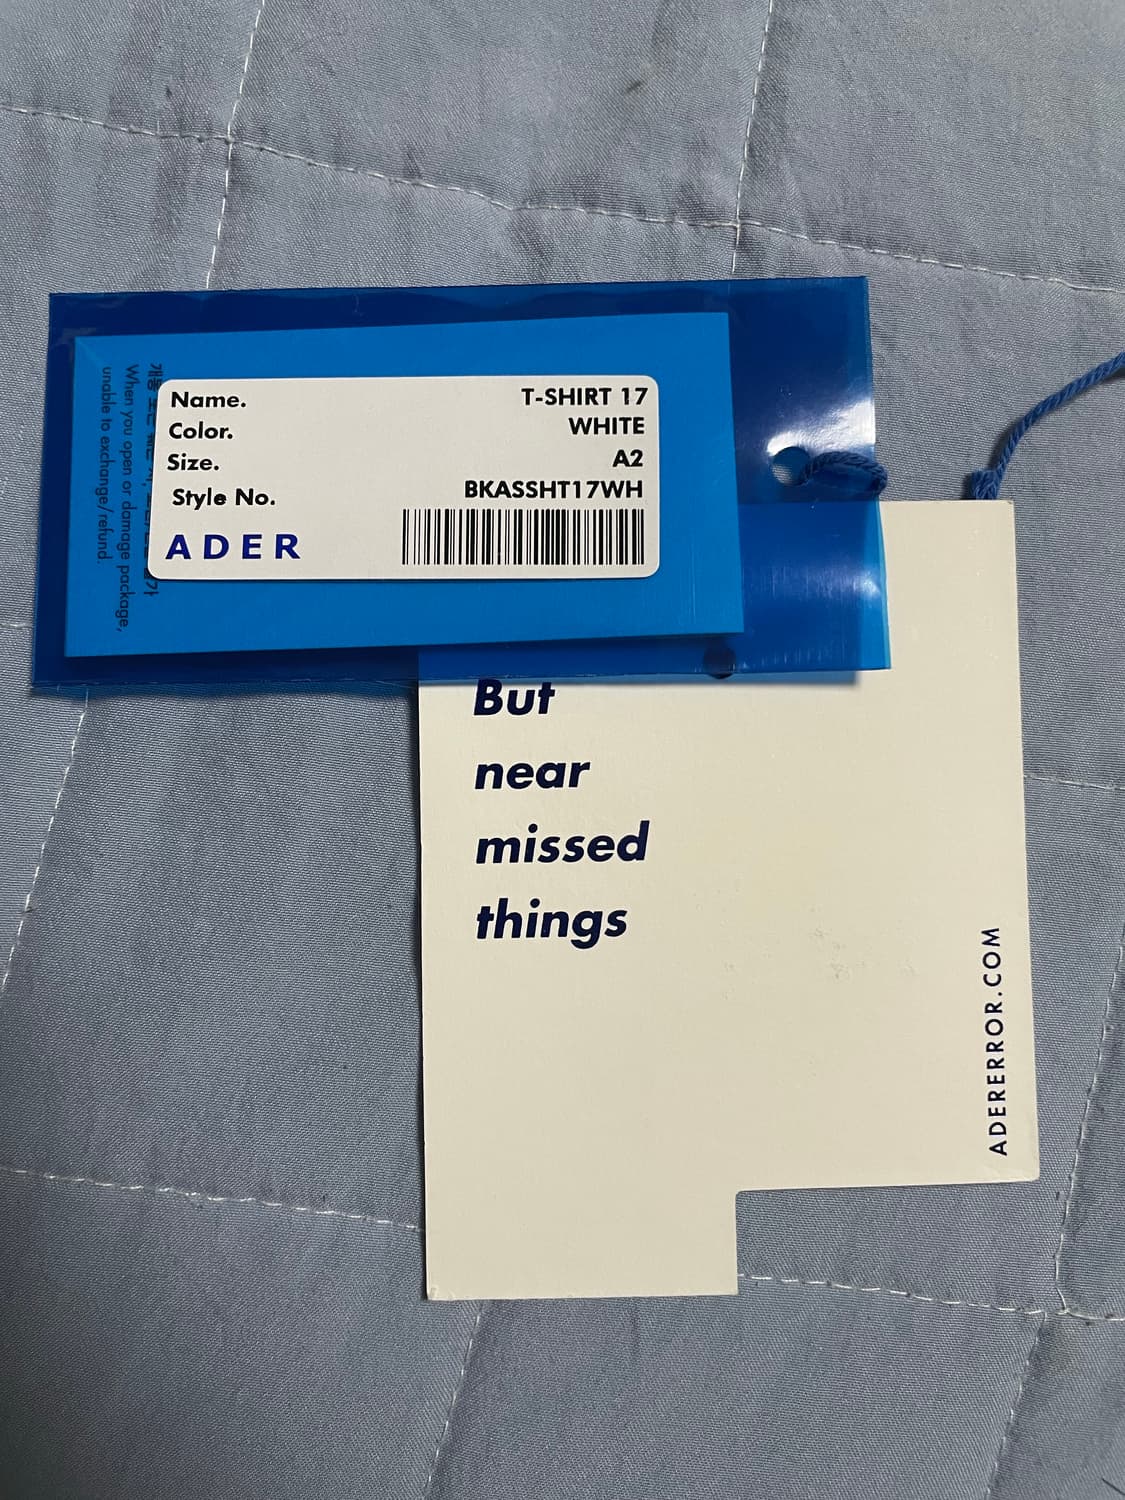 Name. T-SHIRT 17
Color. WHITE
Size. A2
Style No. BKASSHT17WH
ADER
When you open or damage package,
unable to exchange/refund.
But
near
missed
things
ADERERROR.COM